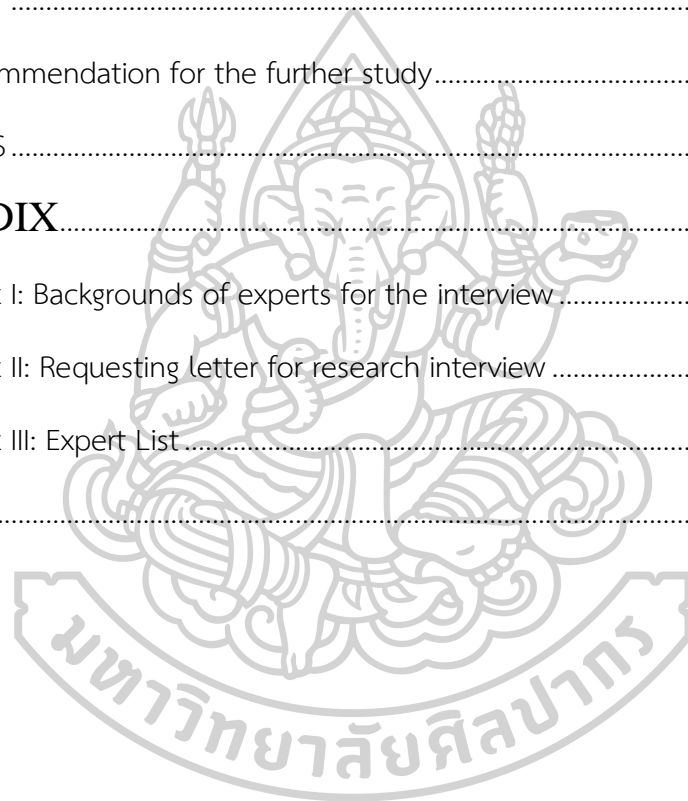 ......................................................................
mmendation for the further study..........................
S......................................................................
DIX......................................................................
I: Backgrounds of experts for the interview..............
II: Requesting letter for research interview..............
III: Expert List......................................................
......................................................................
มหาวิทยาลัยศิลปากร